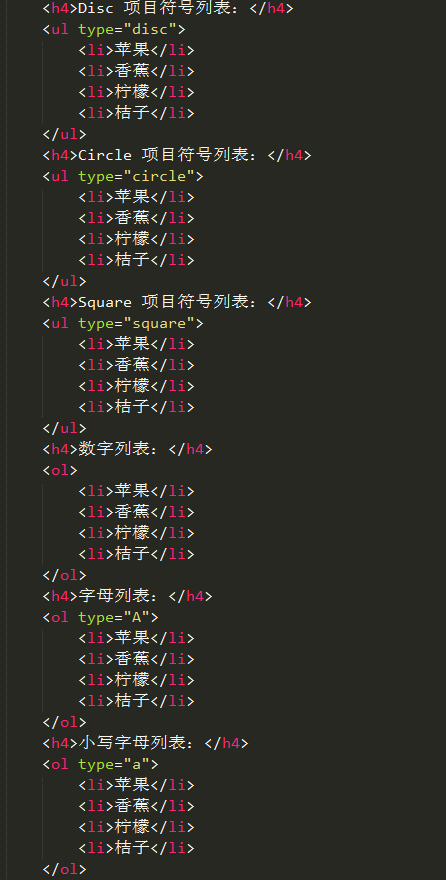 <h4>Disc 项目符号列表：</h4>
<ul type="disc">
<li>苹果</li>
<li>香蕉</li>
<li>柠檬</li>
<li>桔子</li>
</ul>
<h4>Circle 项目符号列表：</h4>
<ul type="circle">
<li>苹果</li>
<li>香蕉</li>
<li>柠檬</li>
<li>桔子</li>
</ul>
<h4>Square 项目符号列表：</h4>
<ul type="square">
<li>苹果</li>
<li>香蕉</li>
<li>柠檬</li>
<li>桔子</li>
</ul>
<h4>数字列表：</h4>
<ol>
<li>苹果</li>
<li>香蕉</li>
<li>柠檬</li>
<li>桔子</li>
</ol>
<h4>字母列表：</h4>
<ol type="A">
<li>苹果</li>
<li>香蕉</li>
<li>柠檬</li>
<li>桔子</li>
</ol>
<h4>小写字母列表：</h4>
<ol type="a">
<li>苹果</li>
<li>香蕉</li>
<li>柠檬</li>
<li>桔子</li>
</ol>